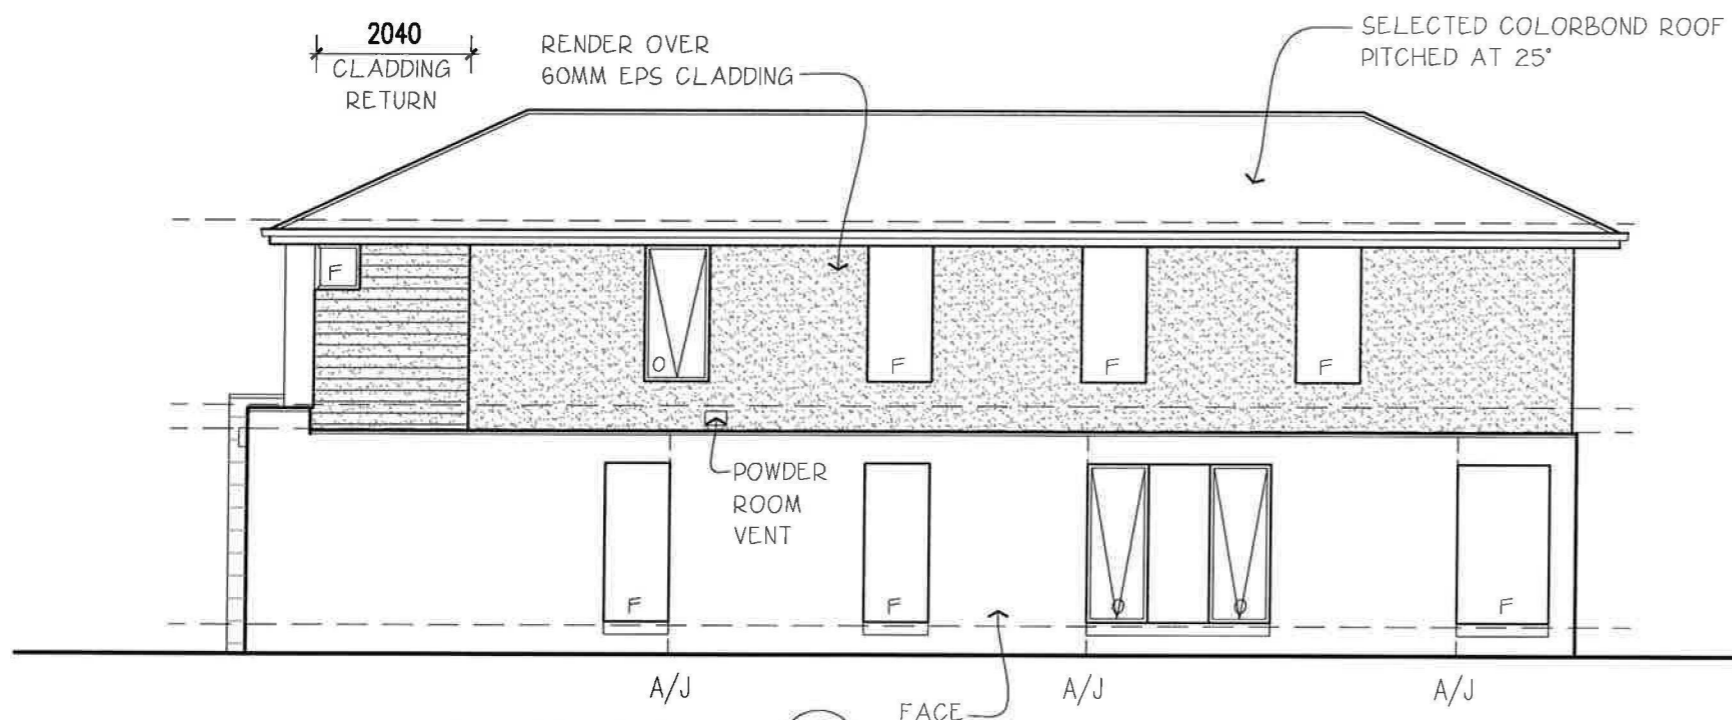 2040
CLADDING
RETURN
RENDER OVER
60MM EPS CLADDING
SELECTED COLORBOND ROOF
PITCHED AT 25°
F
O
F
F
F
POWDER
ROOM
VENT
F
F
O
O
F
A/J
A/J
A/J
FACE